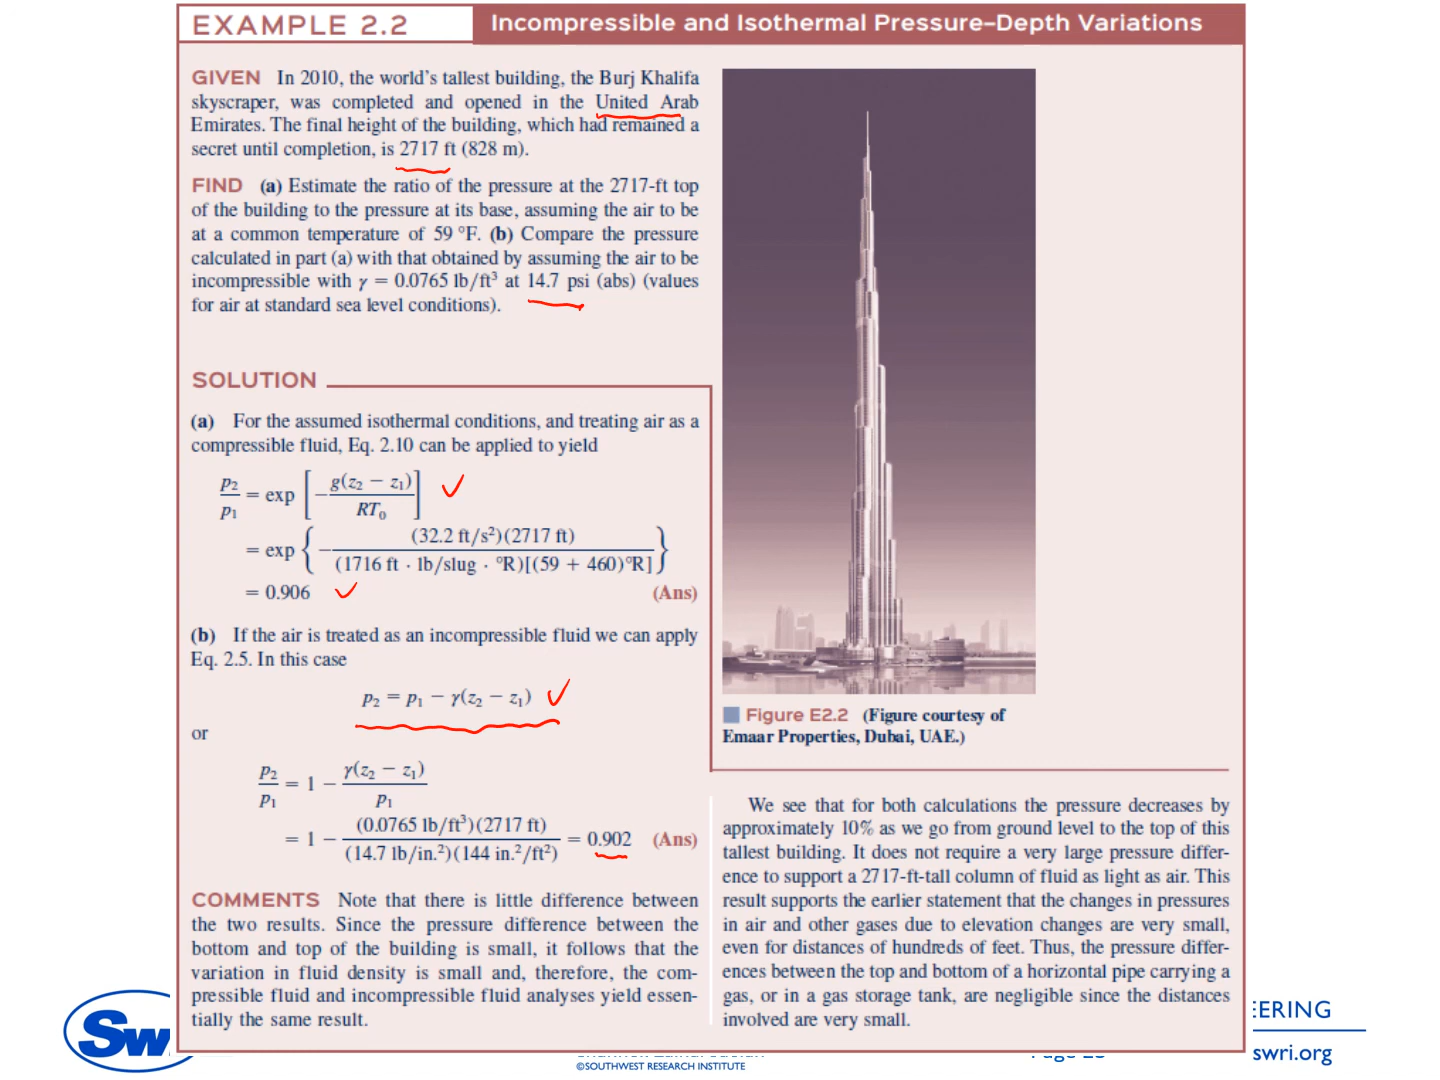 EXAMPLE 2.2
Incompressible and Isothermal Pressure–Depth Variations
GIVEN In 2010, the world's tallest building, the Burj Khalifa
skyscraper, was completed and opened in the United Arab
Emirates. The final height of the building, which had remained a
secret until completion, is 2717 ft (828 m).
FIND (a) Estimate the ratio of the pressure at the 2717-ft top
of the building to the pressure at its base, assuming the air to be
at a common temperature of 59 °F. (b) Compare the pressure
calculated in part (a) with that obtained by assuming the air to be
incompressible with γ = 0.0765 lb/ft³ at 14.7 psi (abs) (values
for air at standard sea level conditions).
SOLUTION
(a) For the assumed isothermal conditions, and treating air as a
compressible fluid, Eq. 2.10 can be applied to yield
p₂/p₁ = exp [−g(z₂ − z₁)/RT₀]
= exp {−(32.2 ft/s²)(2717 ft)/(1716 ft · lb/slug · °R)[(59 + 460)°R]}
= 0.906 (Ans)
(b) If the air is treated as an incompressible fluid we can apply
Eq. 2.5. In this case
p₂ = p₁ − γ(z₂ − z₁)
or
p₂/p₁ = 1 − γ(z₂ − z₁)/p₁
= 1 − (0.0765 lb/ft³)(2717 ft)/(14.7 lb/in.²)(144 in.²/ft²) = 0.902 (Ans)
COMMENTS Note that there is little difference between
the two results. Since the pressure difference between the
bottom and top of the building is small, it follows that the
variation in fluid density is small and, therefore, the com-
pressible fluid and incompressible fluid analyses yield essen-
tially the same result.
Figure E2.2 (Figure courtesy of
Emaar Properties, Dubai, UAE.)
We see that for both calculations the pressure decreases by
approximately 10% as we go from ground level to the top of this
tallest building. It does not require a very large pressure differ-
ence to support a 2717-ft-tall column of fluid as light as air. This
result supports the earlier statement that the changes in pressures
in air and other gases due to elevation changes are very small,
even for distances of hundreds of feet. Thus, the pressure differ-
ences between the top and bottom of a horizontal pipe carrying a
gas, or in a gas storage tank, are negligible since the distances
involved are very small.
Sw
ERING
swri.org
©SOUTHWEST RESEARCH INSTITUTE